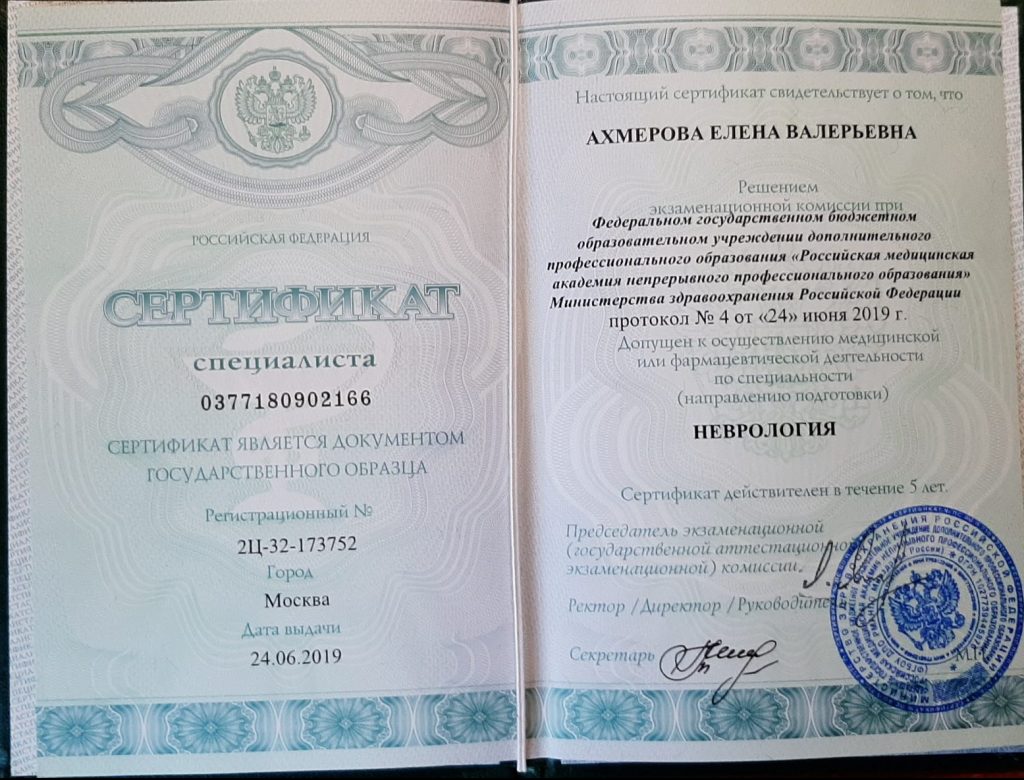 РОССИЙСКАЯ ФЕДЕРАЦИЯ
СЕРТИФИКАТ
специалиста
0377180902166
СЕРТИФИКАТ ЯВЛЯЕТСЯ ДОКУМЕНТОМ
ГОСУДАРСТВЕННОГО ОБРАЗЦА
Регистрационный №
2Ц-32-173752
Город
Москва
Дата выдачи
24.06.2019
Настоящий сертификат свидетельствует о том, что
АХМЕРОВА ЕЛЕНА ВАЛЕРЬЕВНА
Решением
экзаменационной комиссии при
Федеральном государственном бюджетном
образовательном учреждении дополнительного
профессионального образования «Российская медицинская
академия непрерывного профессионального образования»
Министерства здравоохранения Российской Федерации
протокол № 4 от «24» июня 2019 г.
Допущен к осуществлению медицинской
или фармацевтической деятельности
по специальности
(направлению подготовки)
НЕВРОЛОГИЯ
Сертификат действителен в течение 5 лет.
Председатель экзаменационной
(государственной аттестационной
экзаменационной) комиссии
Ректор / Директор / Руководитель
Секретарь
М.П.